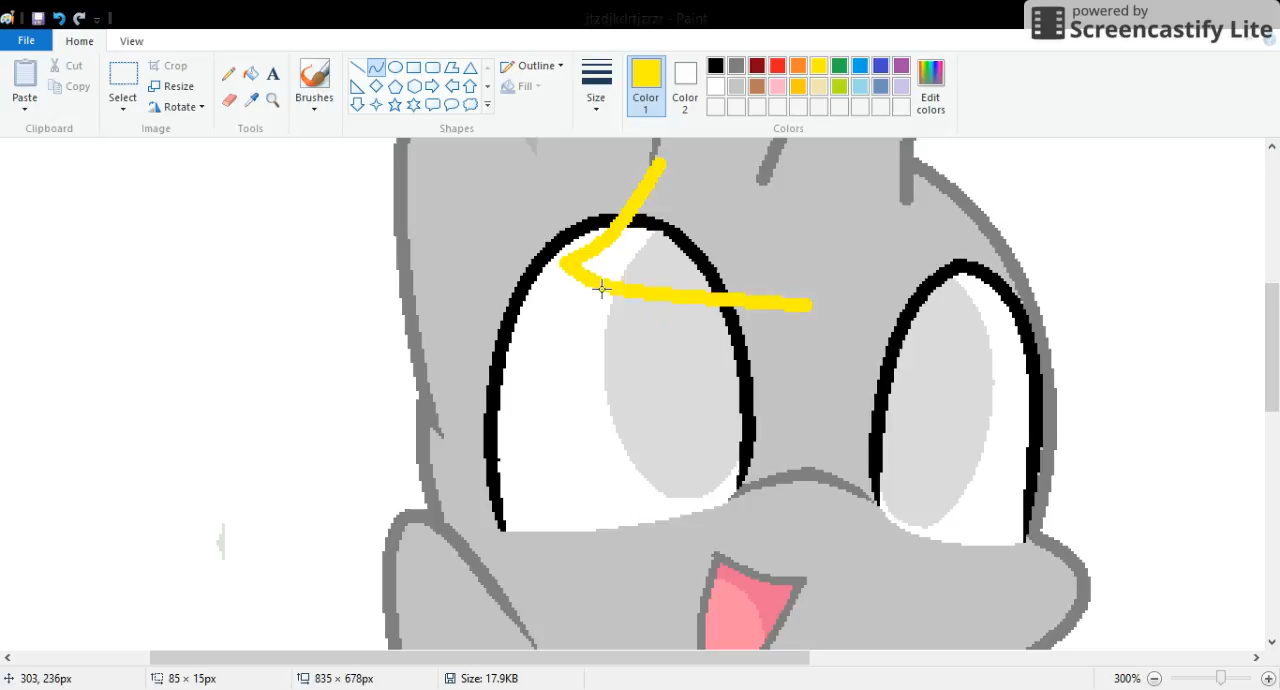 jtzdjkdrtjzrzr - Paint
powered by
Screencastify Lite
File
Home
View
Paste
Cut
Copy
Clipboard
Select
Crop
Resize
Rotate
Image
A
Tools
Brushes
Shapes
Outline
Fill
Size
Color
1
Color
2
Edit
colors
Colors
303, 236px
85 × 15px
835 × 678px
Size: 17.9KB
300%